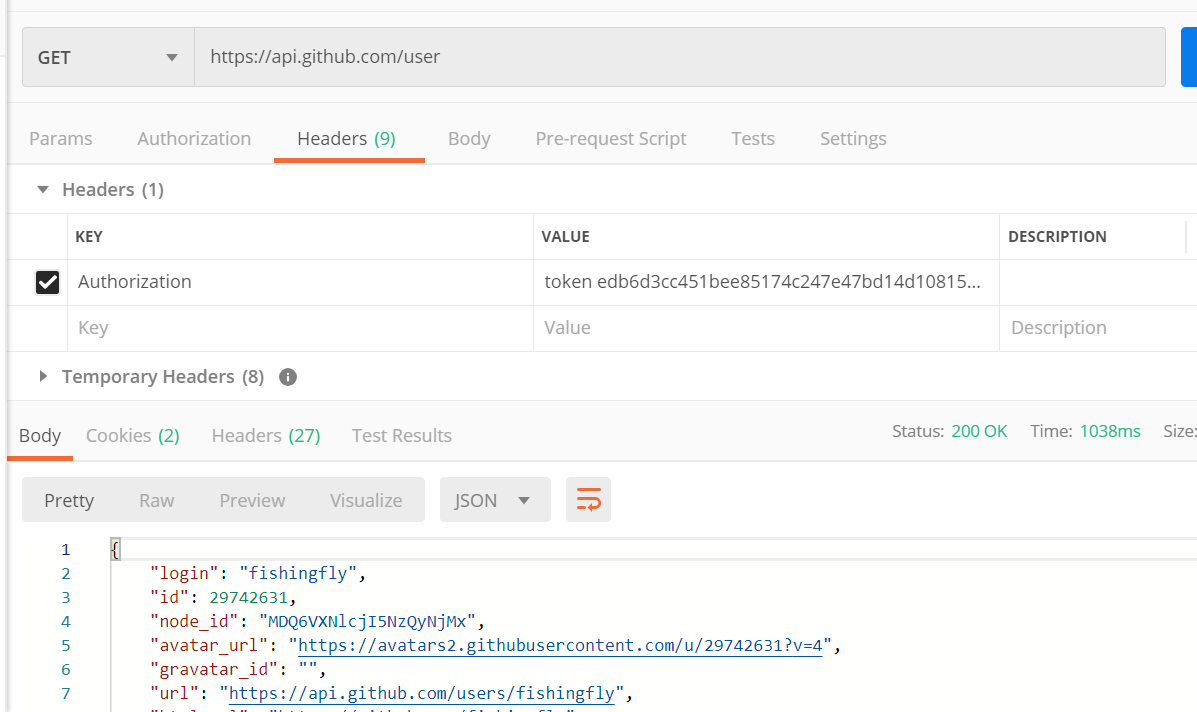 GET https://api.github.com/user
Params Authorization Headers (9) Body Pre-request Script Tests Settings
Headers (1)
KEY VALUE DESCRIPTION
Authorization token edb6d3cc451bee85174c247e47bd14d10815...
Key Value Description
Temporary Headers (8)
Body Cookies (2) Headers (27) Test Results Status: 200 OK Time: 1038ms Size:
Pretty Raw Preview Visualize JSON
1 {
2 "login": "fishingfly",
3 "id": 29742631,
4 "node_id": "MDQ6VXNlcjI5NzQyNjMx",
5 "avatar_url": "https://avatars2.githubusercontent.com/u/29742631?v=4",
6 "gravatar_id": "",
7 "url": "https://api.github.com/users/fishingfly",